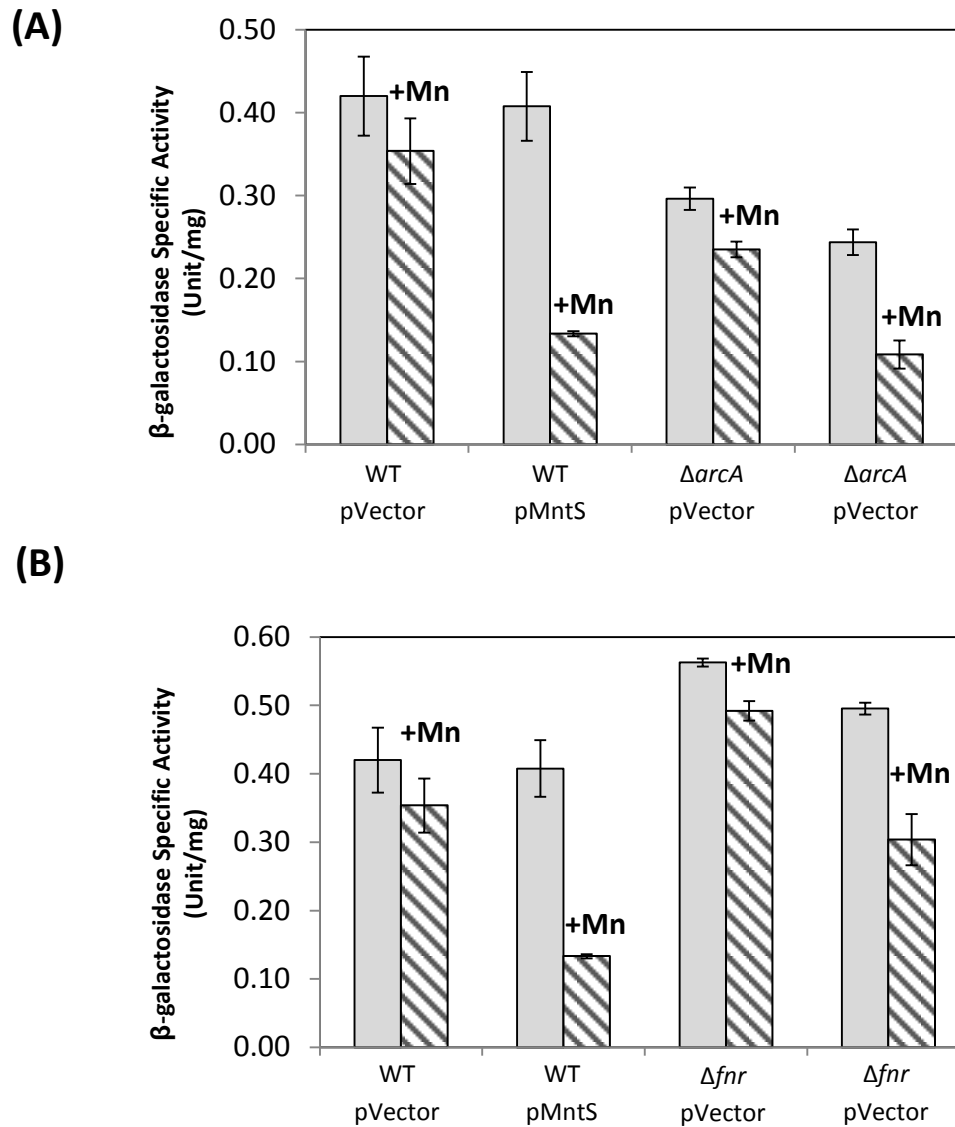 (A)
β-galactosidase Specific Activity
(Unit/mg)
0.50
0.40
0.30
0.20
0.10
0.00
+Mn
+Mn
+Mn
+Mn
WT
pVector
WT
pMntS
ΔarcA
pVector
ΔarcA
pVector
(B)
β-galactosidase Specific Activity
(Unit/mg)
0.60
0.50
0.40
0.30
0.20
0.10
0.00
+Mn
+Mn
+Mn
+Mn
WT
pVector
WT
pMntS
Δfnr
pVector
Δfnr
pVector